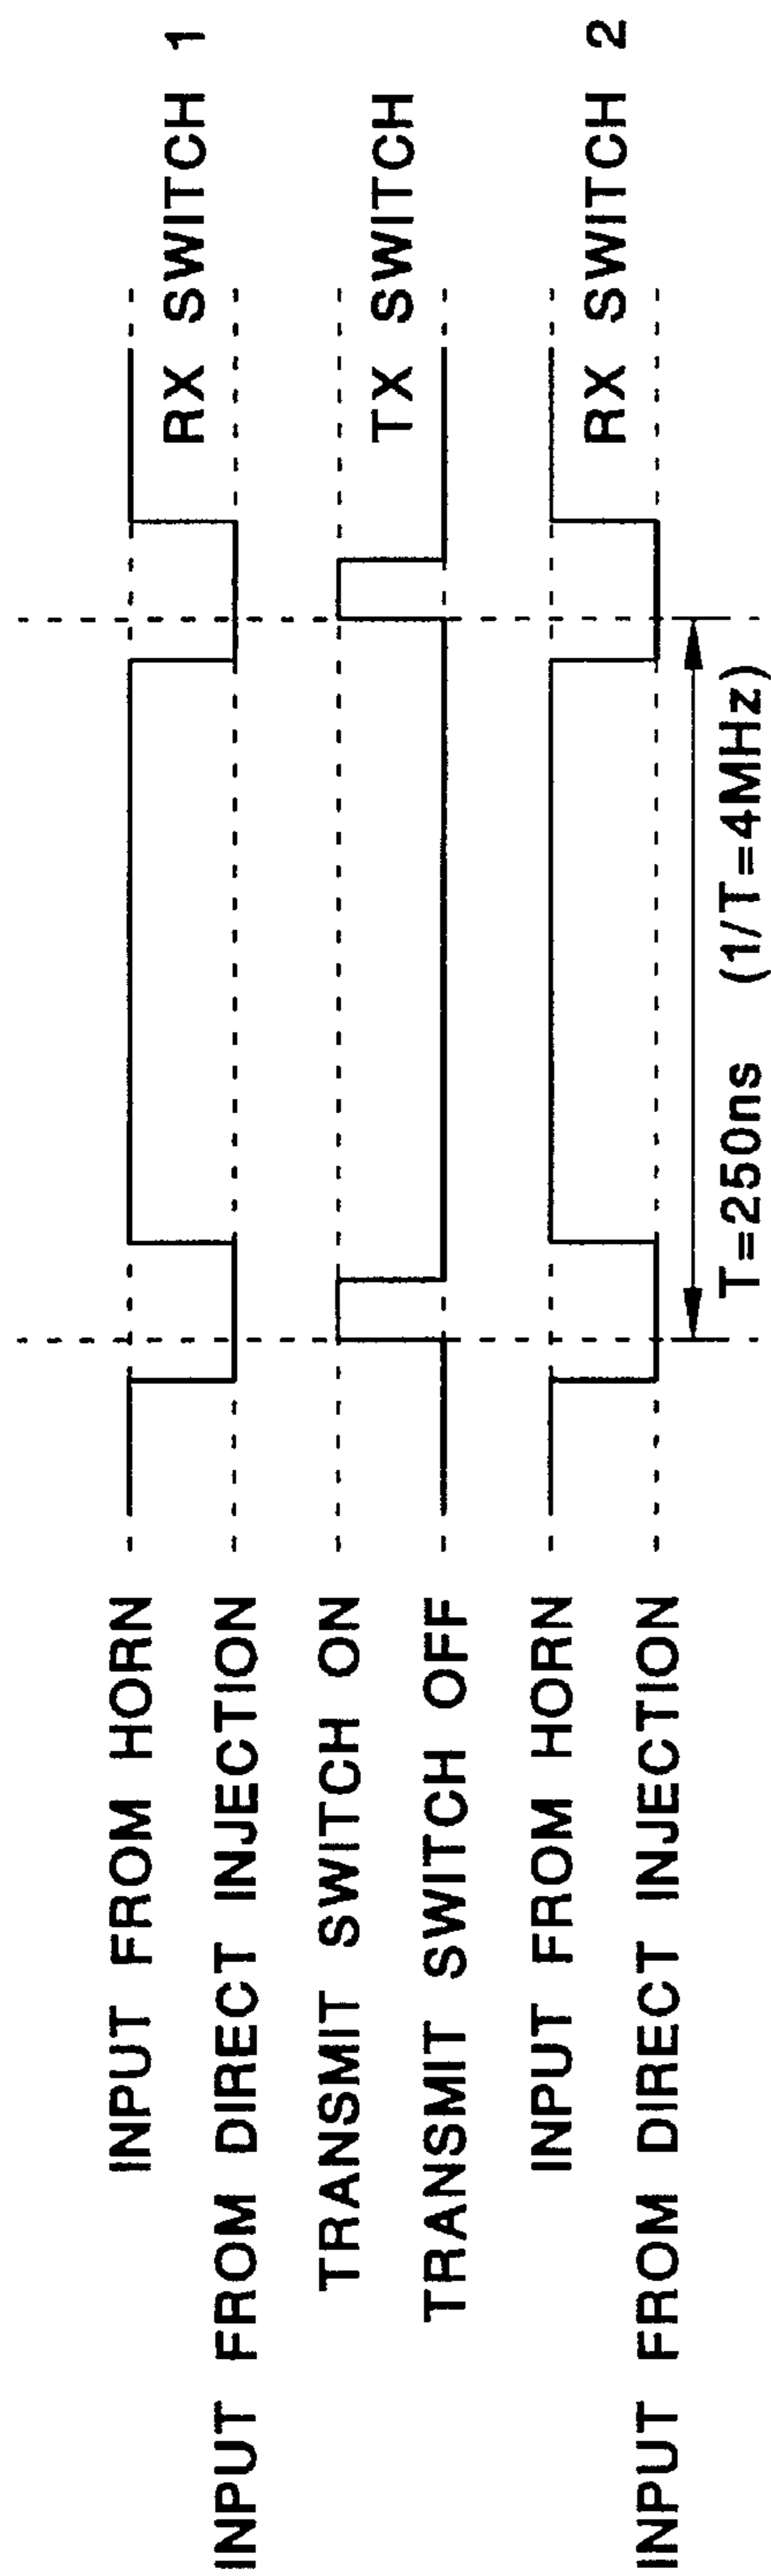 INPUT FROM HORN
RX SWITCH 1
INPUT FROM DIRECT INJECTION
TRANSMIT SWITCH ON
TX SWITCH
TRANSMIT SWITCH OFF
INPUT FROM HORN
RX SWITCH 2
INPUT FROM DIRECT INJECTION
T=250ns (1/T=4MHz)